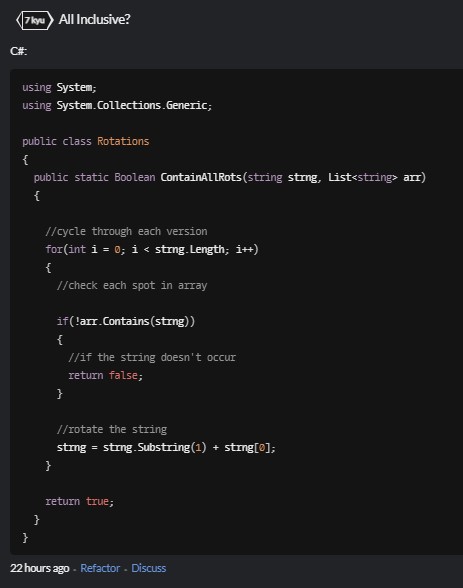 7 kyu All Inclusive?
C#:
using System;
using System.Collections.Generic;
public class Rotations
{
public static Boolean ContainAllRots(string strng, List<string> arr)
{
//cycle through each version
for(int i = 0; i < strng.Length; i++)
{
//check each spot in array
if(!arr.Contains(strng))
{
//if the string doesn't occur
return false;
}
//rotate the string
strng = strng.Substring(1) + strng[0];
}
return true;
}
}
22 hours ago - Refactor - Discuss